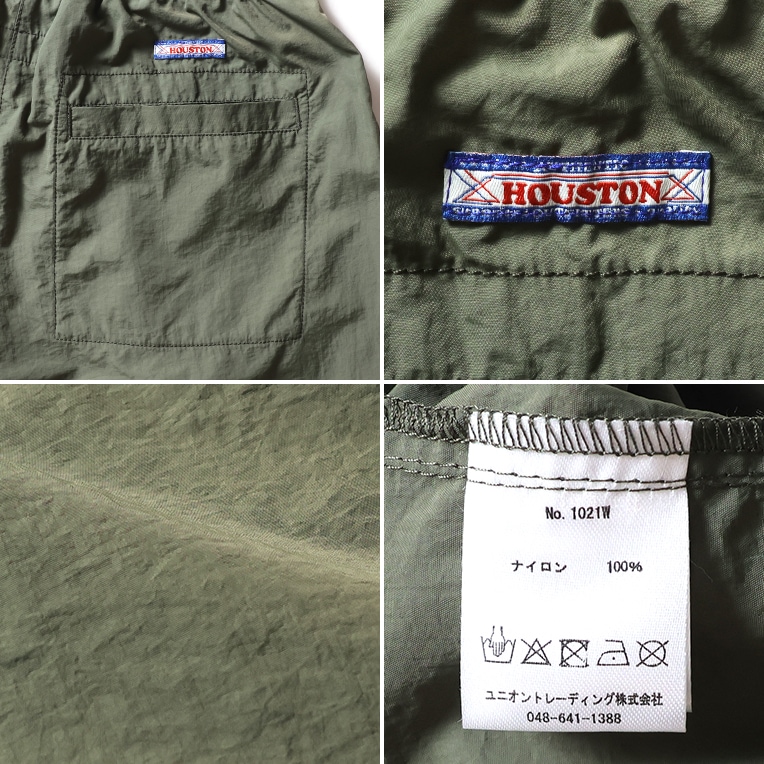 HOUSTON
HOUSTON
No. 1021W
ナイロン 100%
ユニオントレーディング株式会社
048-641-1388